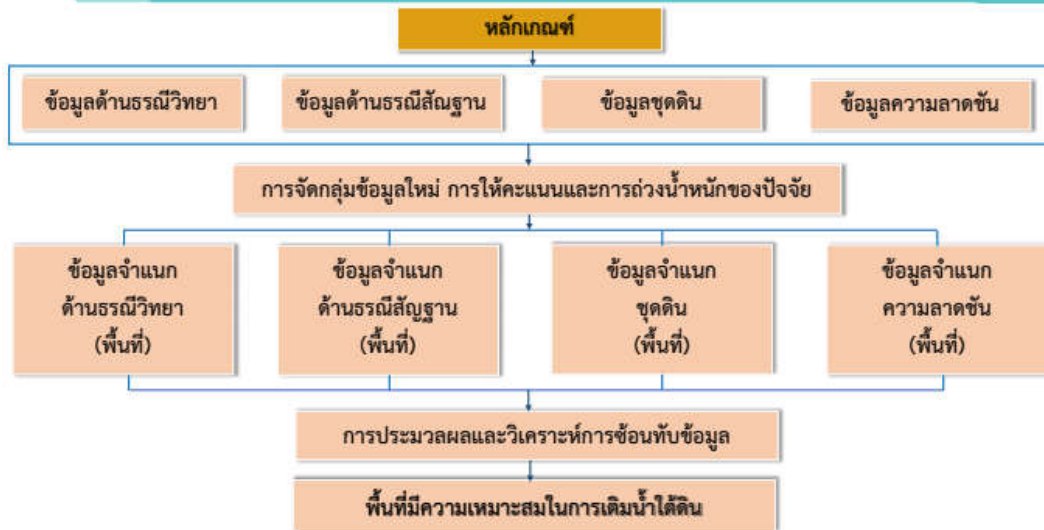 หลักเกณฑ์
ข้อมูลด้านธรณีวิทยา
ข้อมูลด้านธรณีสัณฐาน
ข้อมูลชุดดิน
ข้อมูลความลาดชัน
การจัดกลุ่มข้อมูลใหม่ การให้คะแนนและการถ่วงน้ำหนักของปัจจัย
ข้อมูลจำแนก
ด้านธรณีวิทยา
(พื้นที่)
ข้อมูลจำแนก
ด้านธรณีสัญฐาน
(พื้นที่)
ข้อมูลจำแนก
ชุดดิน
(พื้นที่)
ข้อมูลจำแนก
ความลาดชัน
(พื้นที่)
การประมวลผลและวิเคราะห์การซ้อนทับข้อมูล
พื้นที่มีความเหมาะสมในการเติมน้ำใต้ดิน